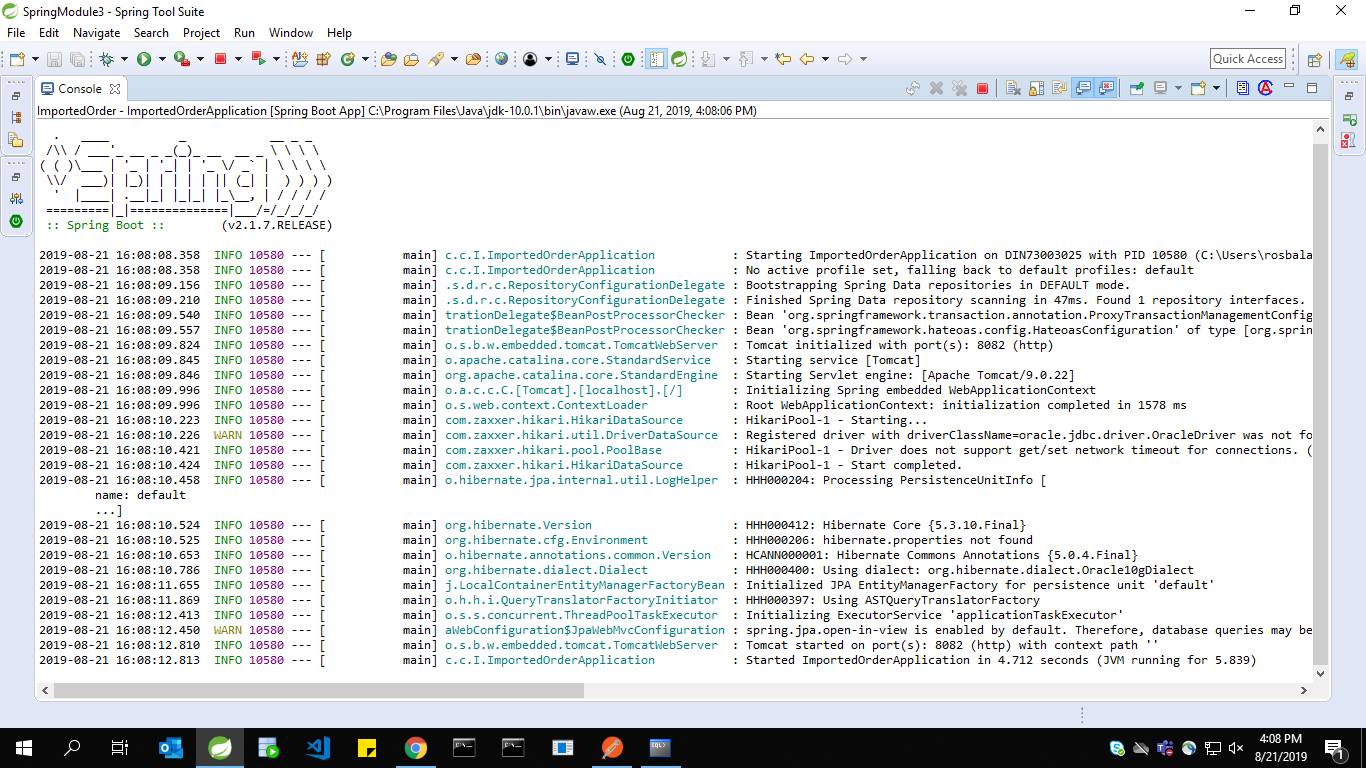 SpringModule3 - Spring Tool Suite
File Edit Navigate Search Project Run Window Help
Quick Access
Console
ImportedOrder - ImportedOrderApplication [Spring Boot App] C:\Program Files\Java\jdk-10.0.1\bin\javaw.exe (Aug 21, 2019, 4:08:06 PM)
Spring
:: Spring Boot :: (v2.1.7.RELEASE)
2019-08-21 16:08:08.358 INFO 10580 --- [ main] c.c.I.ImportedOrderApplication : Starting ImportedOrderApplication on DIN73003025 with PID 10580 (C:\Users\rosbala
2019-08-21 16:08:08.358 INFO 10580 --- [ main] c.c.I.ImportedOrderApplication : No active profile set, falling back to default profiles: default
2019-08-21 16:08:09.156 INFO 10580 --- [ main] .s.d.r.c.RepositoryConfigurationDelegate : Bootstrapping Spring Data repositories in DEFAULT mode.
2019-08-21 16:08:09.210 INFO 10580 --- [ main] .s.d.r.c.RepositoryConfigurationDelegate : Finished Spring Data repository scanning in 47ms. Found 1 repository interfaces.
2019-08-21 16:08:09.540 INFO 10580 --- [ main] trationDelegate$BeanPostProcessorChecker : Bean 'org.springframework.transaction.annotation.ProxyTransactionManagementConfig
2019-08-21 16:08:09.557 INFO 10580 --- [ main] trationDelegate$BeanPostProcessorChecker : Bean 'org.springframework.hateoas.config.HateoasConfiguration' of type [org.sprin
2019-08-21 16:08:09.824 INFO 10580 --- [ main] o.s.b.w.embedded.tomcat.TomcatWebServer : Tomcat initialized with port(s): 8082 (http)
2019-08-21 16:08:09.845 INFO 10580 --- [ main] o.apache.catalina.core.StandardService : Starting service [Tomcat]
2019-08-21 16:08:09.846 INFO 10580 --- [ main] org.apache.catalina.core.StandardEngine : Starting Servlet engine: [Apache Tomcat/9.0.22]
2019-08-21 16:08:09.996 INFO 10580 --- [ main] o.a.c.c.C.[Tomcat].[localhost].[/] : Initializing Spring embedded WebApplicationContext
2019-08-21 16:08:09.996 INFO 10580 --- [ main] o.s.web.context.ContextLoader : Root WebApplicationContext: initialization completed in 1578 ms
2019-08-21 16:08:10.223 INFO 10580 --- [ main] com.zaxxer.hikari.HikariDataSource : HikariPool-1 - Starting...
2019-08-21 16:08:10.226 WARN 10580 --- [ main] com.zaxxer.hikari.util.DriverDataSource : Registered driver with driverClassName=oracle.jdbc.driver.OracleDriver was not fo
2019-08-21 16:08:10.421 INFO 10580 --- [ main] com.zaxxer.hikari.pool.PoolBase : HikariPool-1 - Driver does not support get/set network timeout for connections. (
2019-08-21 16:08:10.424 INFO 10580 --- [ main] com.zaxxer.hikari.HikariDataSource : HikariPool-1 - Start completed.
2019-08-21 16:08:10.458 INFO 10580 --- [ main] o.hibernate.jpa.internal.util.LogHelper : HHH000204: Processing PersistenceUnitInfo [
name: default
...]
2019-08-21 16:08:10.524 INFO 10580 --- [ main] org.hibernate.Version : HHH000412: Hibernate Core {5.3.10.Final}
2019-08-21 16:08:10.525 INFO 10580 --- [ main] org.hibernate.cfg.Environment : HHH000206: hibernate.properties not found
2019-08-21 16:08:10.653 INFO 10580 --- [ main] o.hibernate.annotations.common.Version : HCANN000001: Hibernate Commons Annotations {5.0.4.Final}
2019-08-21 16:08:10.786 INFO 10580 --- [ main] org.hibernate.dialect.Dialect : HHH000400: Using dialect: org.hibernate.dialect.Oracle10gDialect
2019-08-21 16:08:11.655 INFO 10580 --- [ main] j.LocalContainerEntityManagerFactoryBean : Initialized JPA EntityManagerFactory for persistence unit 'default'
2019-08-21 16:08:11.869 INFO 10580 --- [ main] o.h.h.i.QueryTranslatorFactoryInitiator : HHH000397: Using ASTQueryTranslatorFactory
2019-08-21 16:08:12.413 INFO 10580 --- [ main] o.s.s.concurrent.ThreadPoolTaskExecutor : Initializing ExecutorService 'applicationTaskExecutor'
2019-08-21 16:08:12.450 WARN 10580 --- [ main] aWebConfiguration$JpaWebMvcConfiguration : spring.jpa.open-in-view is enabled by default. Therefore, database queries may be
2019-08-21 16:08:12.810 INFO 10580 --- [ main] o.s.b.w.embedded.tomcat.TomcatWebServer : Tomcat started on port(s): 8082 (http) with context path ''
2019-08-21 16:08:12.813 INFO 10580 --- [ main] c.c.I.ImportedOrderApplication : Started ImportedOrderApplication in 4.712 seconds (JVM running for 5.839)
4:08 PM
8/21/2019
1